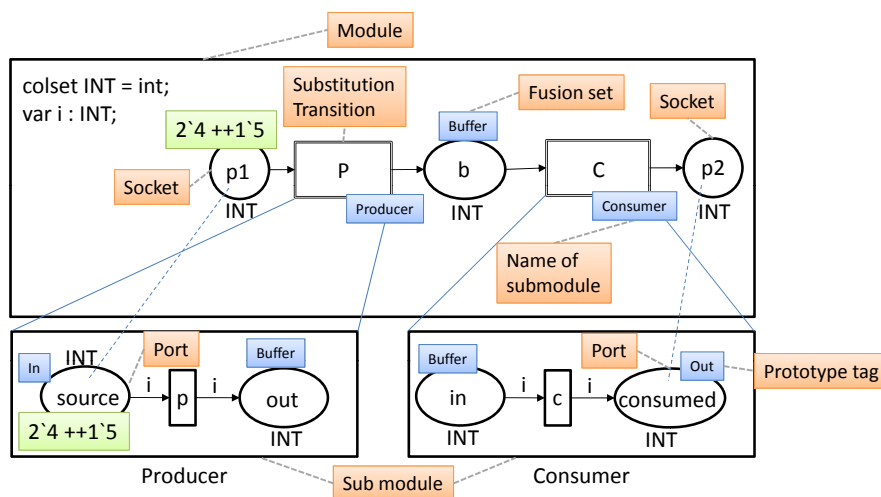 Module
colset INT = int;
var i : INT;
Substitution
Transition
Fusion set
Socket
2`4 ++1`5
Buffer
p1
P
b
C
p2
Socket
INT
Producer
INT
Consumer
INT
Name of
submodule
INT
Port
Buffer
Buffer
Port
In
Out
Prototype tag
source
i
p
i
out
in
i
c
i
consumed
2`4 ++1`5
INT
INT
INT
Producer
Sub module
Consumer